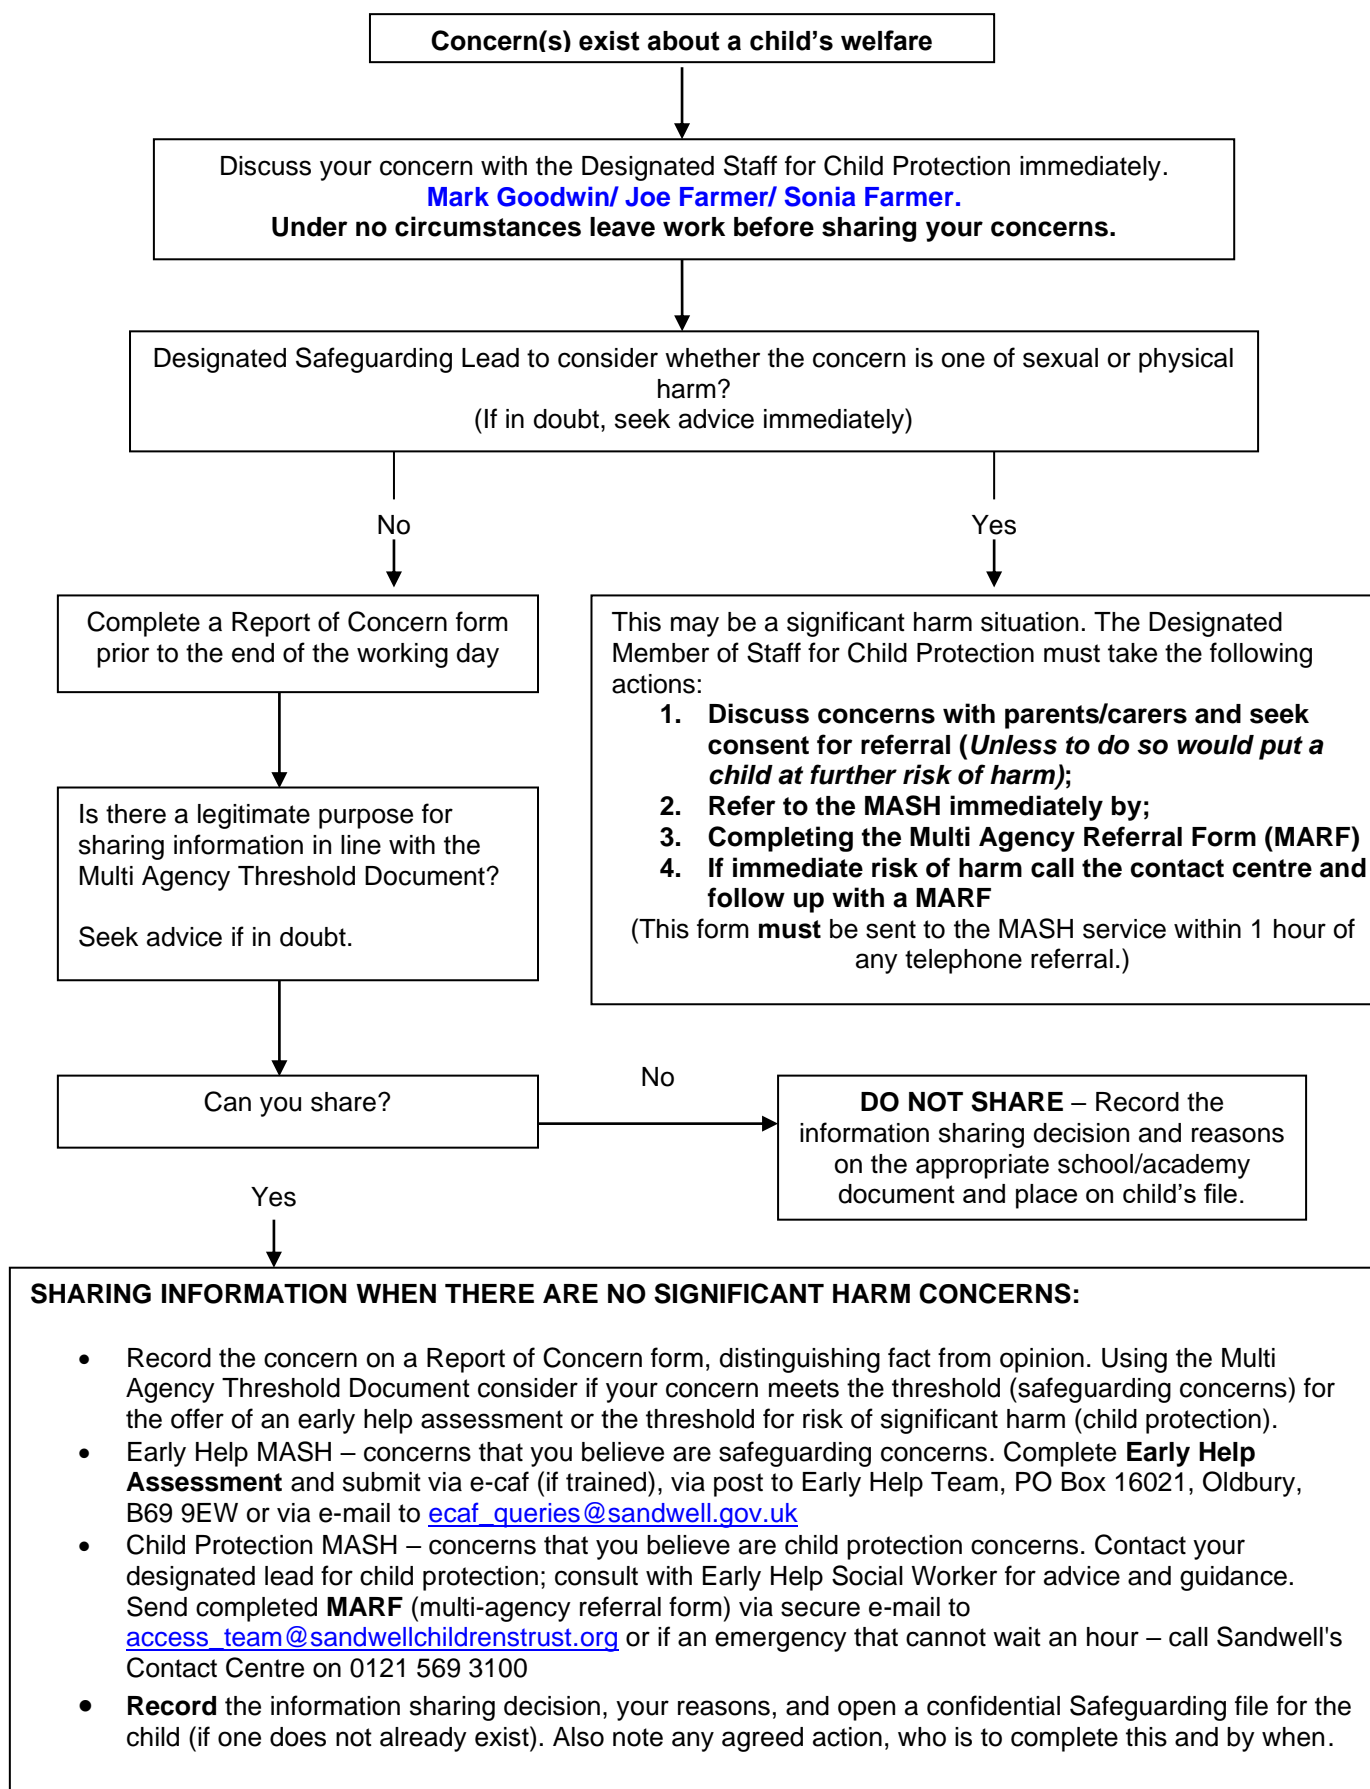 Concern(s) exist about a child’s welfare
Discuss your concern with the Designated Staff for Child Protection immediately.
Mark Goodwin/ Joe Farmer/ Sonia Farmer.
Under no circumstances leave work before sharing your concerns.
Designated Safeguarding Lead to consider whether the concern is one of sexual or physical
harm?
(If in doubt, seek advice immediately)
No
Yes
Complete a Report of Concern form
prior to the end of the working day
This may be a significant harm situation. The Designated
Member of Staff for Child Protection must take the following
actions:
1. Discuss concerns with parents/carers and seek
consent for referral (Unless to do so would put a
child at further risk of harm);
2. Refer to the MASH immediately by;
3. Completing the Multi Agency Referral Form (MARF)
4. If immediate risk of harm call the contact centre and
follow up with a MARF
(This form must be sent to the MASH service within 1 hour of
any telephone referral.)
Is there a legitimate purpose for
sharing information in line with the
Multi Agency Threshold Document?
Seek advice if in doubt.
Can you share?
No
DO NOT SHARE – Record the
information sharing decision and reasons
on the appropriate school/academy
document and place on child’s file.
Yes
SHARING INFORMATION WHEN THERE ARE NO SIGNIFICANT HARM CONCERNS:
• Record the concern on a Report of Concern form, distinguishing fact from opinion. Using the Multi
Agency Threshold Document consider if your concern meets the threshold (safeguarding concerns) for
the offer of an early help assessment or the threshold for risk of significant harm (child protection).
• Early Help MASH – concerns that you believe are safeguarding concerns. Complete Early Help
Assessment and submit via e-caf (if trained), via post to Early Help Team, PO Box 16021, Oldbury,
B69 9EW or via e-mail to ecaf_queries@sandwell.gov.uk
• Child Protection MASH – concerns that you believe are child protection concerns. Contact your
designated lead for child protection; consult with Early Help Social Worker for advice and guidance.
Send completed MARF (multi-agency referral form) via secure e-mail to
access_team@sandwellchildrenstrust.org or if an emergency that cannot wait an hour – call Sandwell's
Contact Centre on 0121 569 3100
• Record the information sharing decision, your reasons, and open a confidential Safeguarding file for the
child (if one does not already exist). Also note any agreed action, who is to complete this and by when.